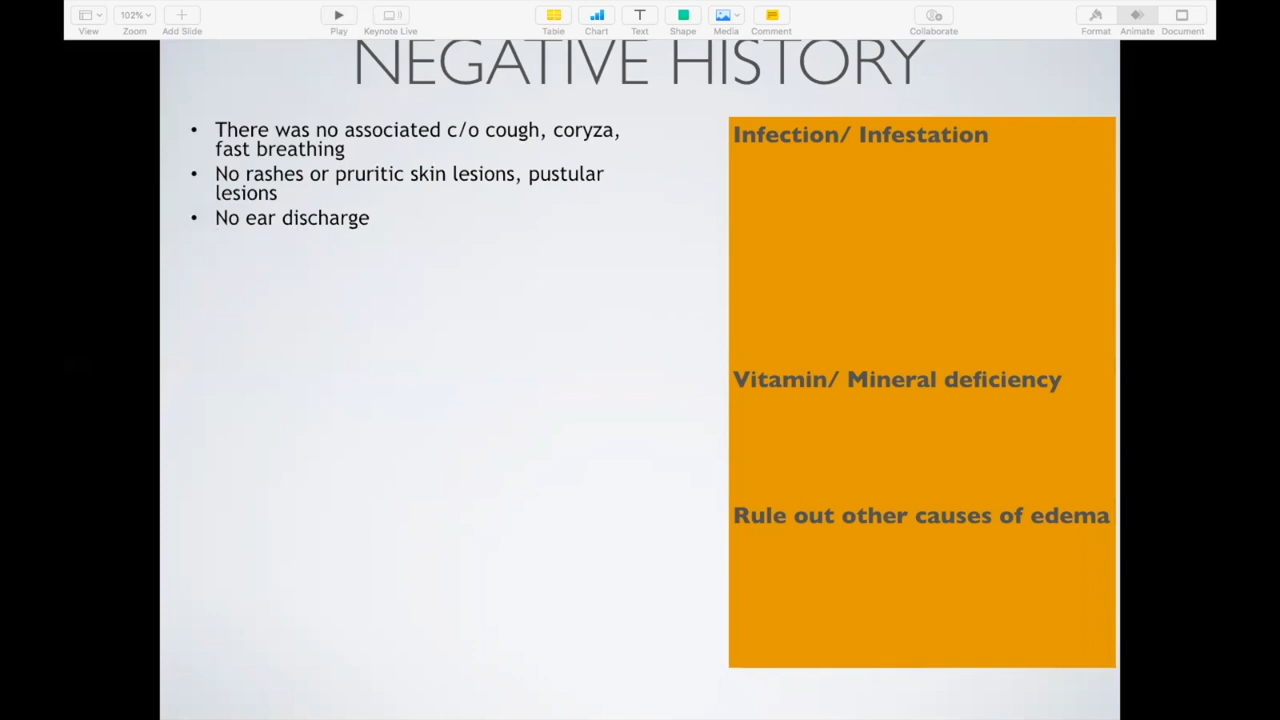 102%
View
Zoom
Add Slide
Play
Keynote Live
Table
Chart
Text
Shape
Media
Comment
Collaborate
Format
Animate
Document
NEGATIVE HISTORY
• There was no associated c/o cough, coryza,
fast breathing
• No rashes or pruritic skin lesions, pustular
lesions
• No ear discharge
Infection/ Infestation
Vitamin/ Mineral deficiency
Rule out other causes of edema